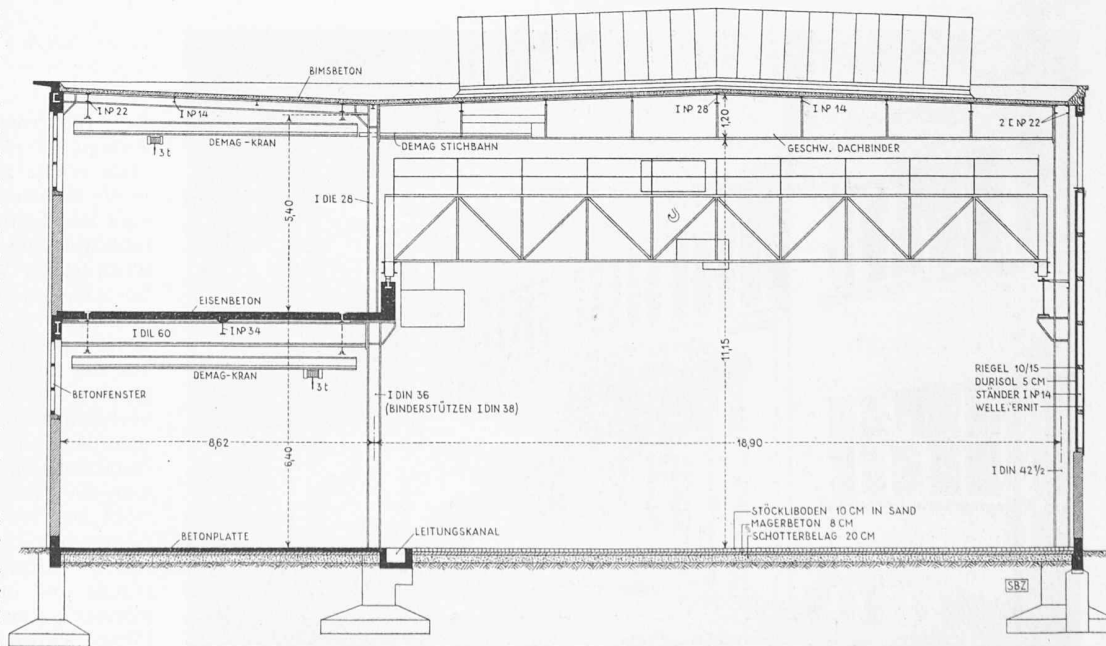 BIMSBETON
I NP 22
I NP 14
DEMAG-KRAN
3t
DEMAG STICHBAHN
I NP 28
1,20
I NP 14
GESCHW. DACHBINDER
2 [ NP 22
5,40
I DIE 28
EISENBETON
I DIL 60
I NP 34
DEMAG-KRAN
3t
BETONFENSTER
I DIN 36
(BINDERSTÜTZEN I DIN 38)
11,15
RIEGEL 10/15
DURISOL 5 CM
STÄNDER I NP 14
WELLETERNIT
8,62
6,40
18,90
I DIN 42 1/2
BETONPLATTE
LEITUNGSKANAL
STÖCKLIBODEN 10 CM IN SAND
MAGERBETON 8 CM
SCHOTTERBELAG 20 CM
SBZ